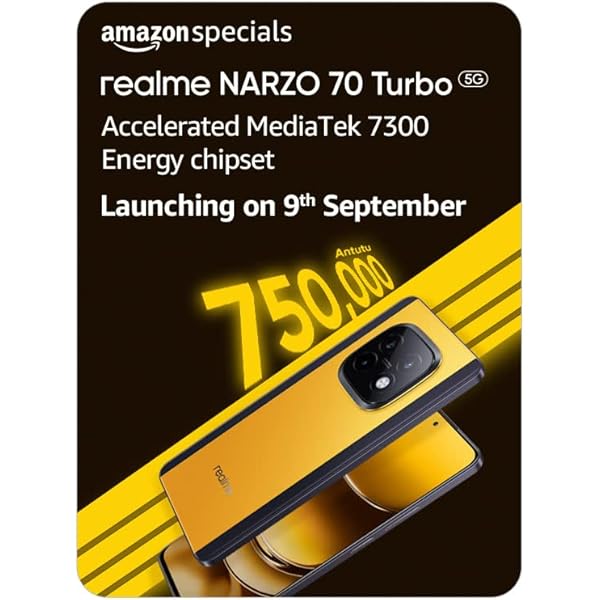 amazonspecials
realme NARZO 70 Turbo 5G
Accelerated MediaTek 7300
Energy chipset
Launching on 9th September
Antutu
750,000
realme